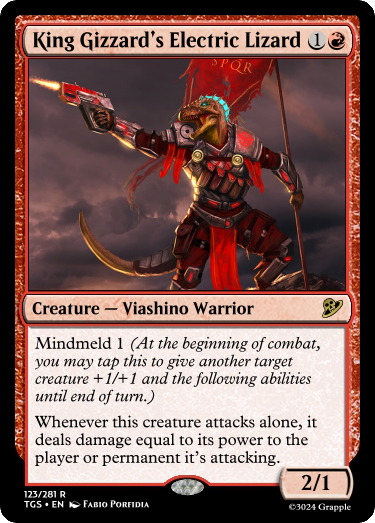 King Gizzard's Electric Lizard 1
SPQR
Creature — Viashino Warrior
Mindmeld 1 (At the beginning of combat,
you may tap this to give another target
creature +1/+1 and the following abilities
until end of turn.)
Whenever this creature attacks alone, it
deals damage equal to its power to the
player or permanent it's attacking.
2/1
123/281 R
TGS • EN Fabio Porfidia
©3024 Grapple